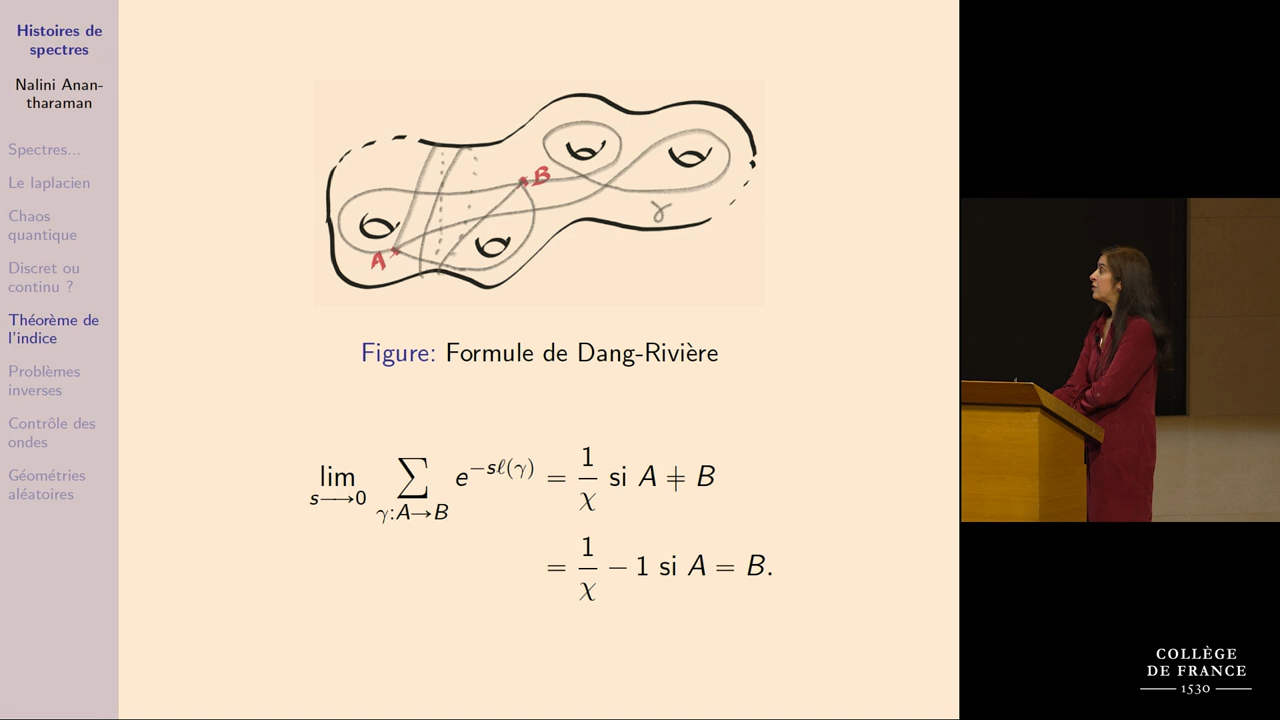 Histoires de
spectres
Nalini Anan-
tharaman
Spectres...
Le laplacien
Chaos
quantique
Discret ou
continu ?
Théorème de
l'indice
Problèmes
inverses
Contrôle des
ondes
Géométries
aléatoires
A
B
γ
Figure: Formule de Dang-Rivière
lim s⟶0 ∑ γ:A→B e^{−sℓ(γ)} = 1/χ si A ≠ B
= 1/χ − 1 si A = B.
COLLÈGE
DE FRANCE
1530